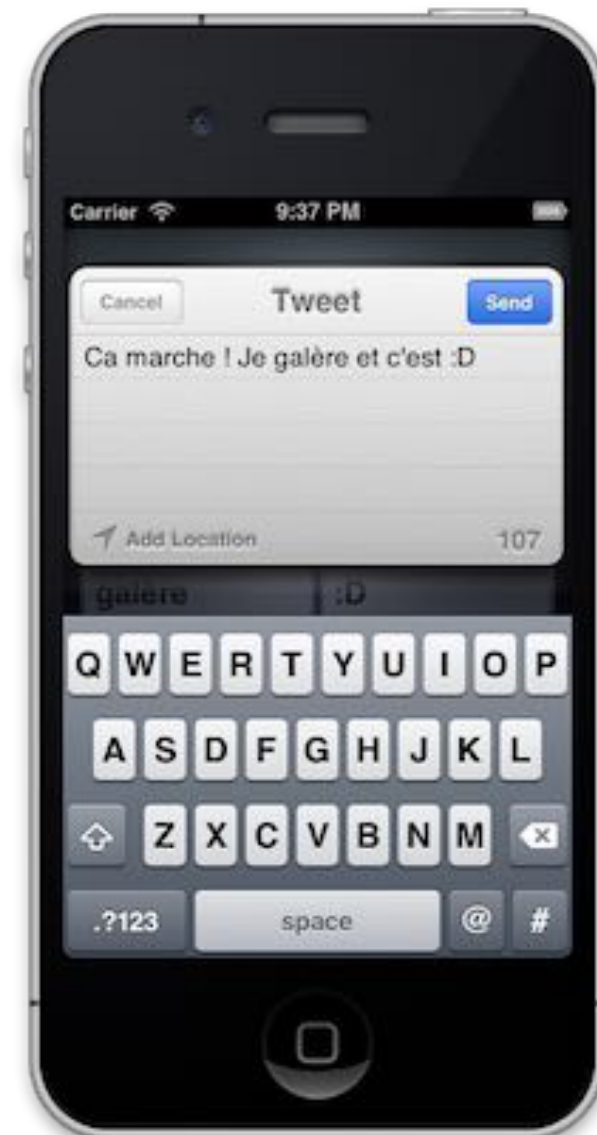 Carrier 9:37 PM
Cancel Tweet Send
Ca marche ! Je galère et c'est :D
Add Location 107
galère :D
Q W E R T Y U I O P
A S D F G H J K L
Z X C V B N M
.?123 space @ #